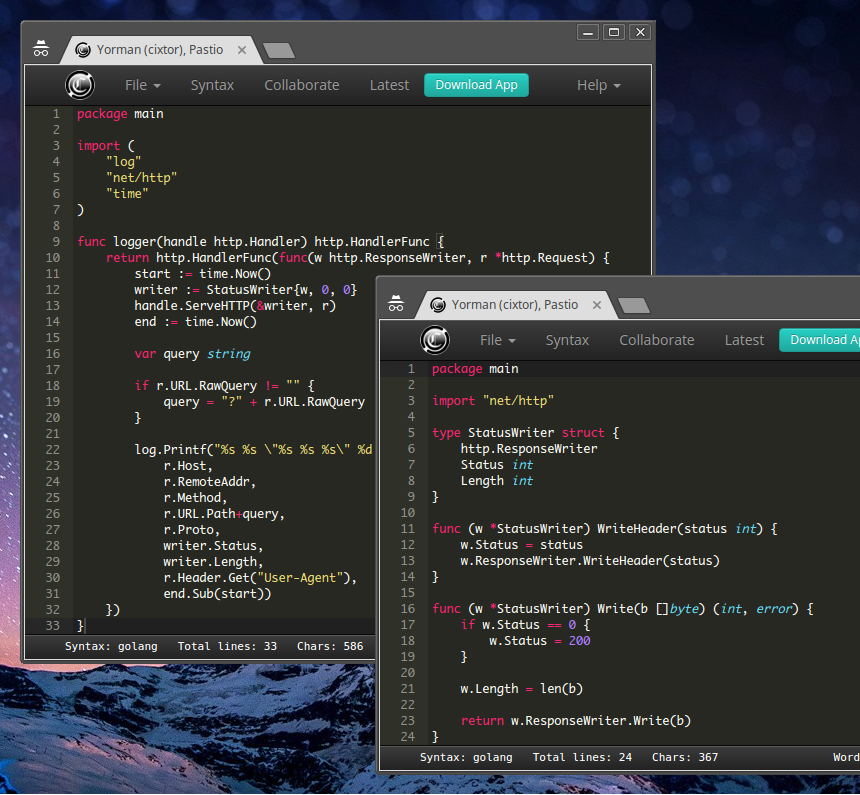 Yorman (cixtor), Pastio
File Syntax Collaborate Latest Download App Help
1 package main
2
3 import (
4 "log"
5 "net/http"
6 "time"
7 )
8
9 func logger(handle http.Handler) http.HandlerFunc {
10 return http.HandlerFunc(func(w http.ResponseWriter, r *http.Request) {
11 start := time.Now()
12 writer := StatusWriter{w, 0, 0}
13 handle.ServeHTTP(&writer, r)
14 end := time.Now()
15
16 var query string
17
18 if r.URL.RawQuery != "" {
19 query = "?" + r.URL.RawQuery
20 }
21
22 log.Printf("%s %s \"%s %s %s\" %d
23 r.Host,
24 r.RemoteAddr,
25 r.Method,
26 r.URL.Path+query,
27 r.Proto,
28 writer.Status,
29 writer.Length,
30 r.Header.Get("User-Agent"),
31 end.Sub(start))
32 })
33 }
Syntax: golang Total lines: 33 Chars: 586
Yorman (cixtor), Pastio
File Syntax Collaborate Latest Download Ap
1 package main
2
3 import "net/http"
4
5 type StatusWriter struct {
6 http.ResponseWriter
7 Status int
8 Length int
9 }
10
11 func (w *StatusWriter) WriteHeader(status int) {
12 w.Status = status
13 w.ResponseWriter.WriteHeader(status)
14 }
15
16 func (w *StatusWriter) Write(b []byte) (int, error) {
17 if w.Status == 0 {
18 w.Status = 200
19 }
20
21 w.Length = len(b)
22
23 return w.ResponseWriter.Write(b)
24 }
Syntax: golang Total lines: 24 Chars: 367 Word